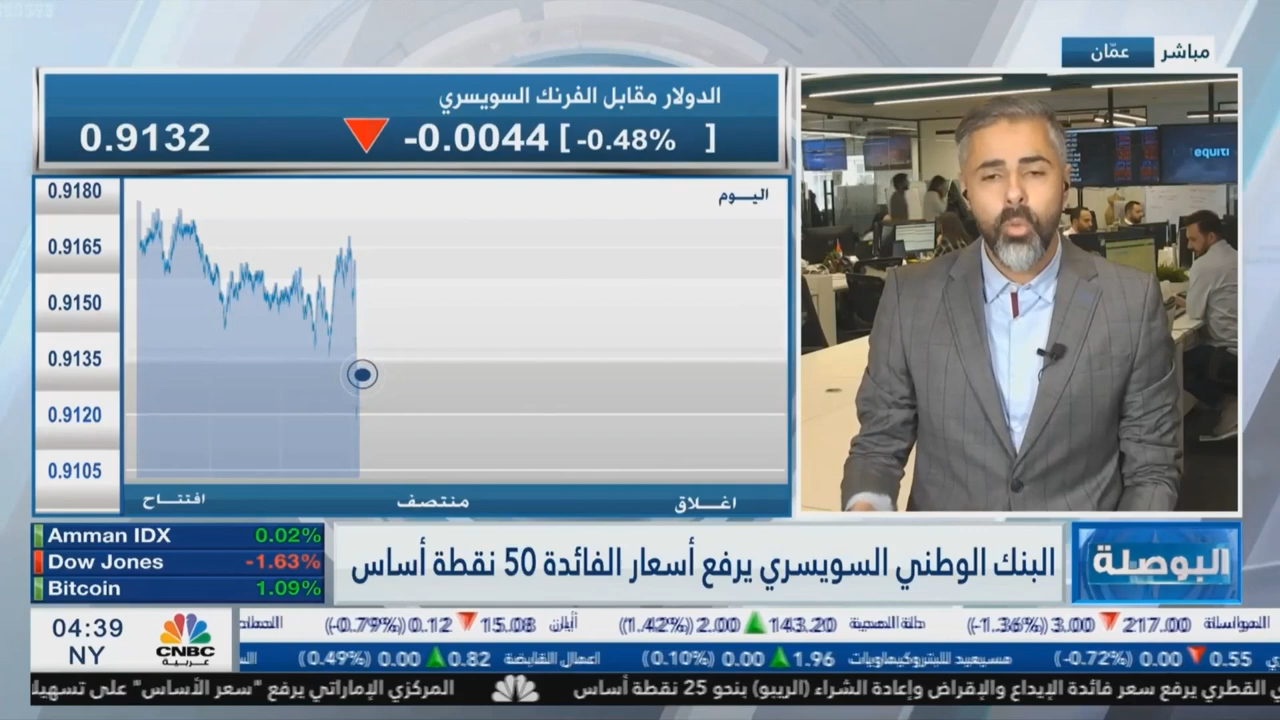 مباشر عمّان
الدولار مقابل الفرنك السويسري
0.9132 -0.0044 [ -0.48% ]
اليوم
0.9180
0.9165
0.9150
0.9135
0.9120
0.9105
افتتاح منتصف اغلاق
equiti
Amman IDX 0.02%
Dow Jones -1.63%
Bitcoin 1.09%
البنك الوطني السويسري يرفع أسعار الفائدة 50 نقطة أساس
البوصلة
04:39
NY
CNBC
عربية
217.00 3.00 (-1.36%) 143.20 2.00 (1.42%) 15.08 0.12 (-0.79%)
0.55 0.00 (-0.72%) مسيعيد للبتروكيماويات 1.96 0.00 (0.10%) اعمال القابضة 0.82 0.00 (0.49%)
القطري يرفع سعر فائدة الإيداع والإقراض وإعادة الشراء (الريبو) بنحو 25 نقطة أساس المركزي الإماراتي يرفع "سعر الأساس" على